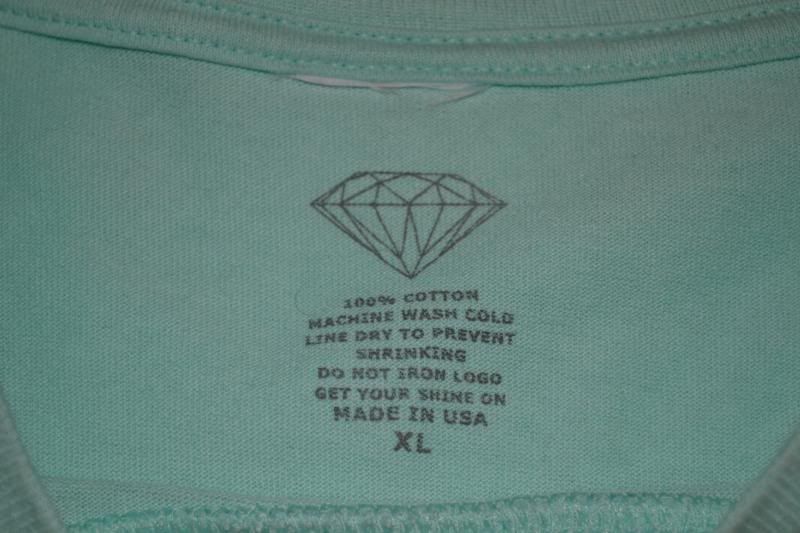 100% COTTON
MACHINE WASH COLD
LINE DRY TO PREVENT
SHRINKING
DO NOT IRON LOGO
GET YOUR SHINE ON
MADE IN USA
XL